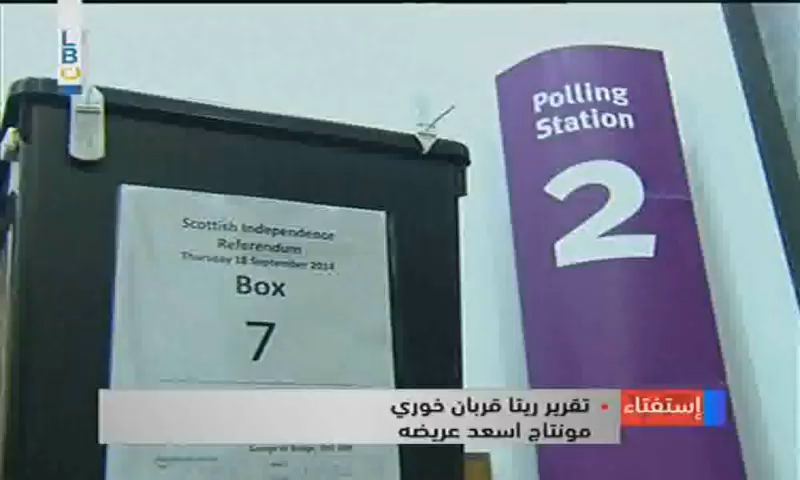 LBC
Polling
Station
2
Scottish Independence
Referendum
Thursday 18 September 2014
Box
7
إستفتاء
• تقرير ريتا قربان خوري
مونتاج اسعد عريضه